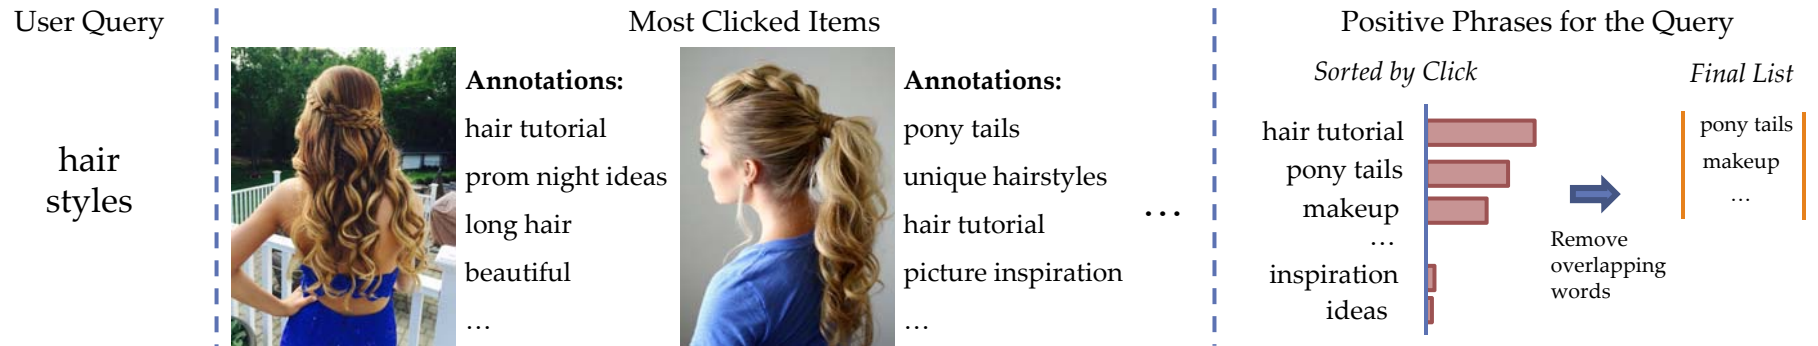 User Query
hair
styles
Most Clicked Items
Annotations:
hair tutorial
prom night ideas
long hair
beautiful
...
Annotations:
pony tails
unique hairstyles
hair tutorial
picture inspiration
...
...
Positive Phrases for the Query
Sorted by Click
hair tutorial
pony tails
makeup
...
inspiration
ideas
Remove
overlapping
words
Final List
pony tails
makeup
...